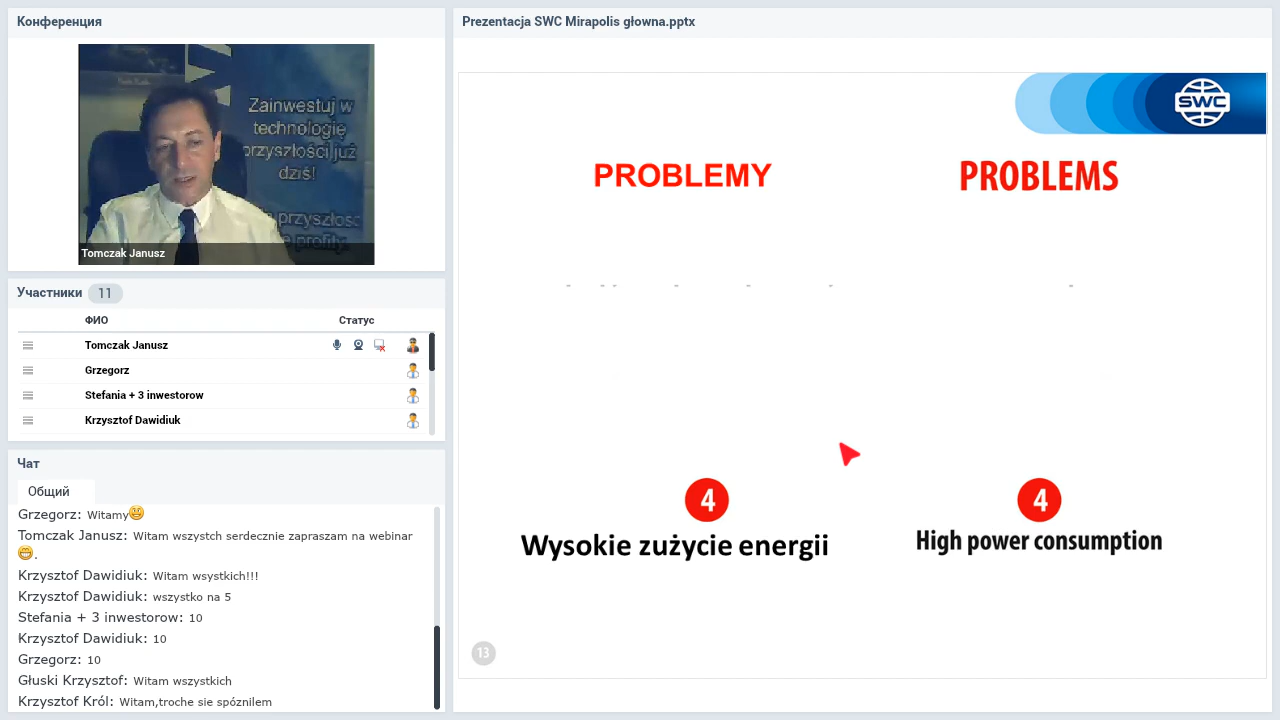 Конференция
Zainwestuj w
technologię
przyszłości już
dziś!
Tomczak Janusz
Участники 11
ФИО Статус
Tomczak Janusz
Grzegorz
Stefania + 3 inwestorow
Krzysztof Dawidiuk
Чат
Общий
Grzegorz: Witamy
Tomczak Janusz: Witam wszystch serdecznie zapraszam na webinar
.
Krzysztof Dawidiuk: Witam wsystkich!!!
Krzysztof Dawidiuk: wszystko na 5
Stefania + 3 inwestorow: 10
Krzysztof Dawidiuk: 10
Grzegorz: 10
Głuski Krzysztof: Witam wszystkich
Krzysztof Król: Witam,troche sie spóznilem
Prezentacja SWC Mirapolis głowna.pptx
SWC
PROBLEMY PROBLEMS
4 4
Wysokie zużycie energii High power consumption
13